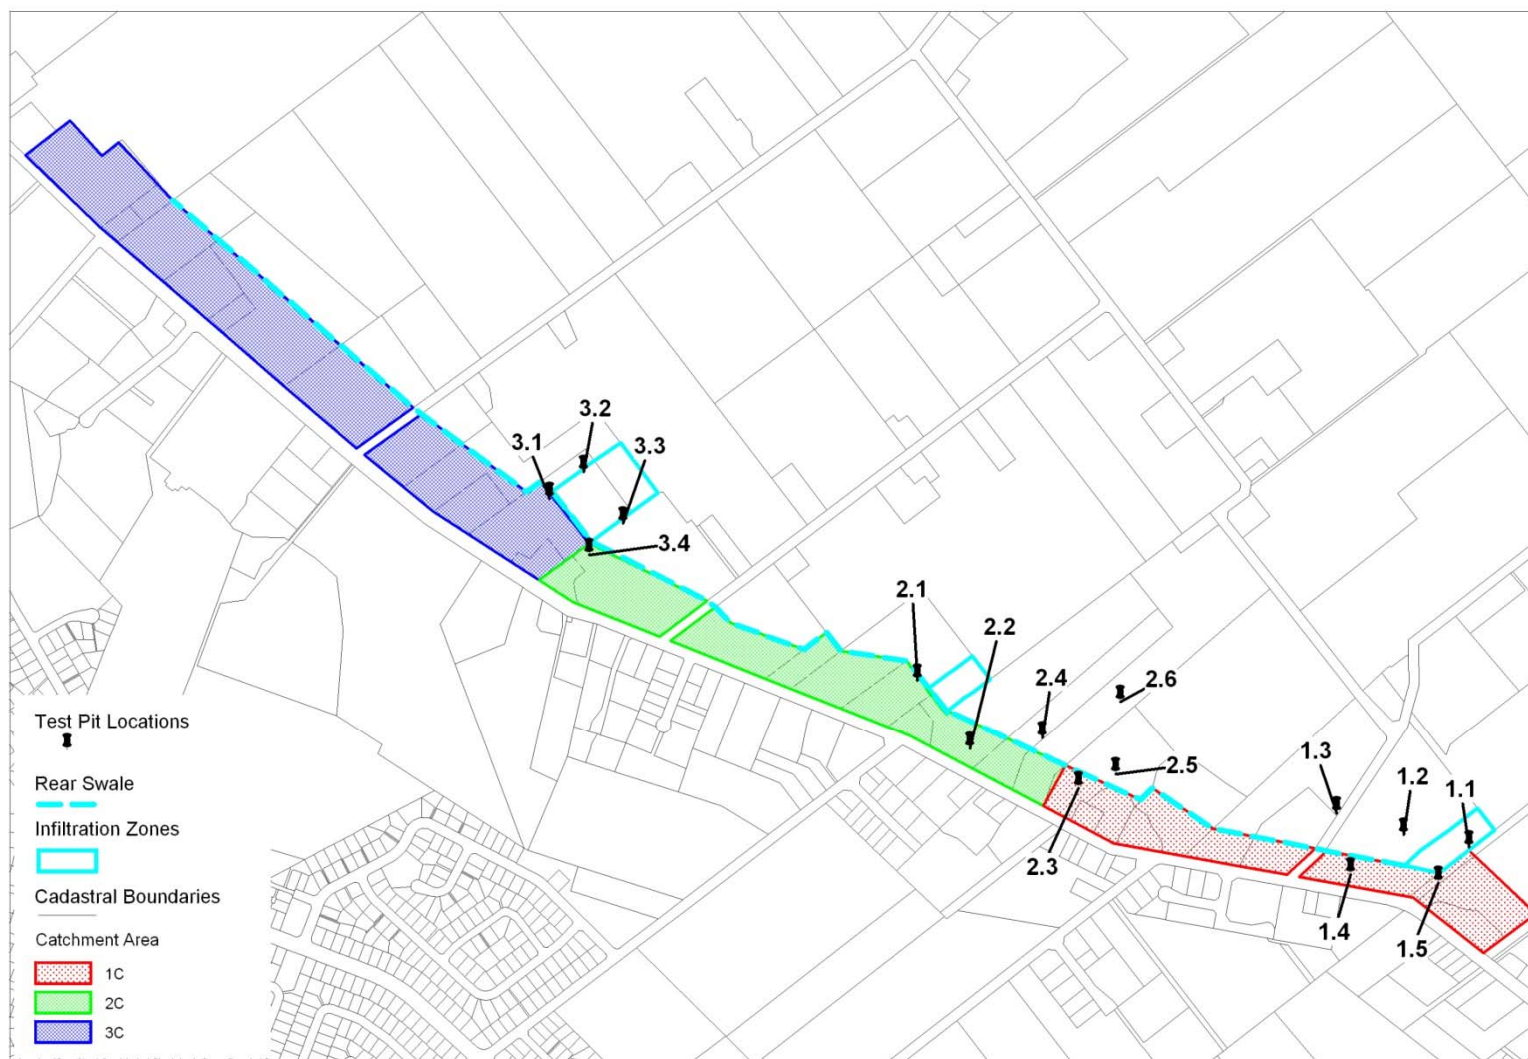 3.2
3.1
3.3
3.4
2.1
2.2
2.4
2.6
2.5
1.3
1.2
1.1
2.3
1.4
1.5
Test Pit Locations
Rear Swale
Infiltration Zones
Cadastral Boundaries
Catchment Area
1C
2C
3C